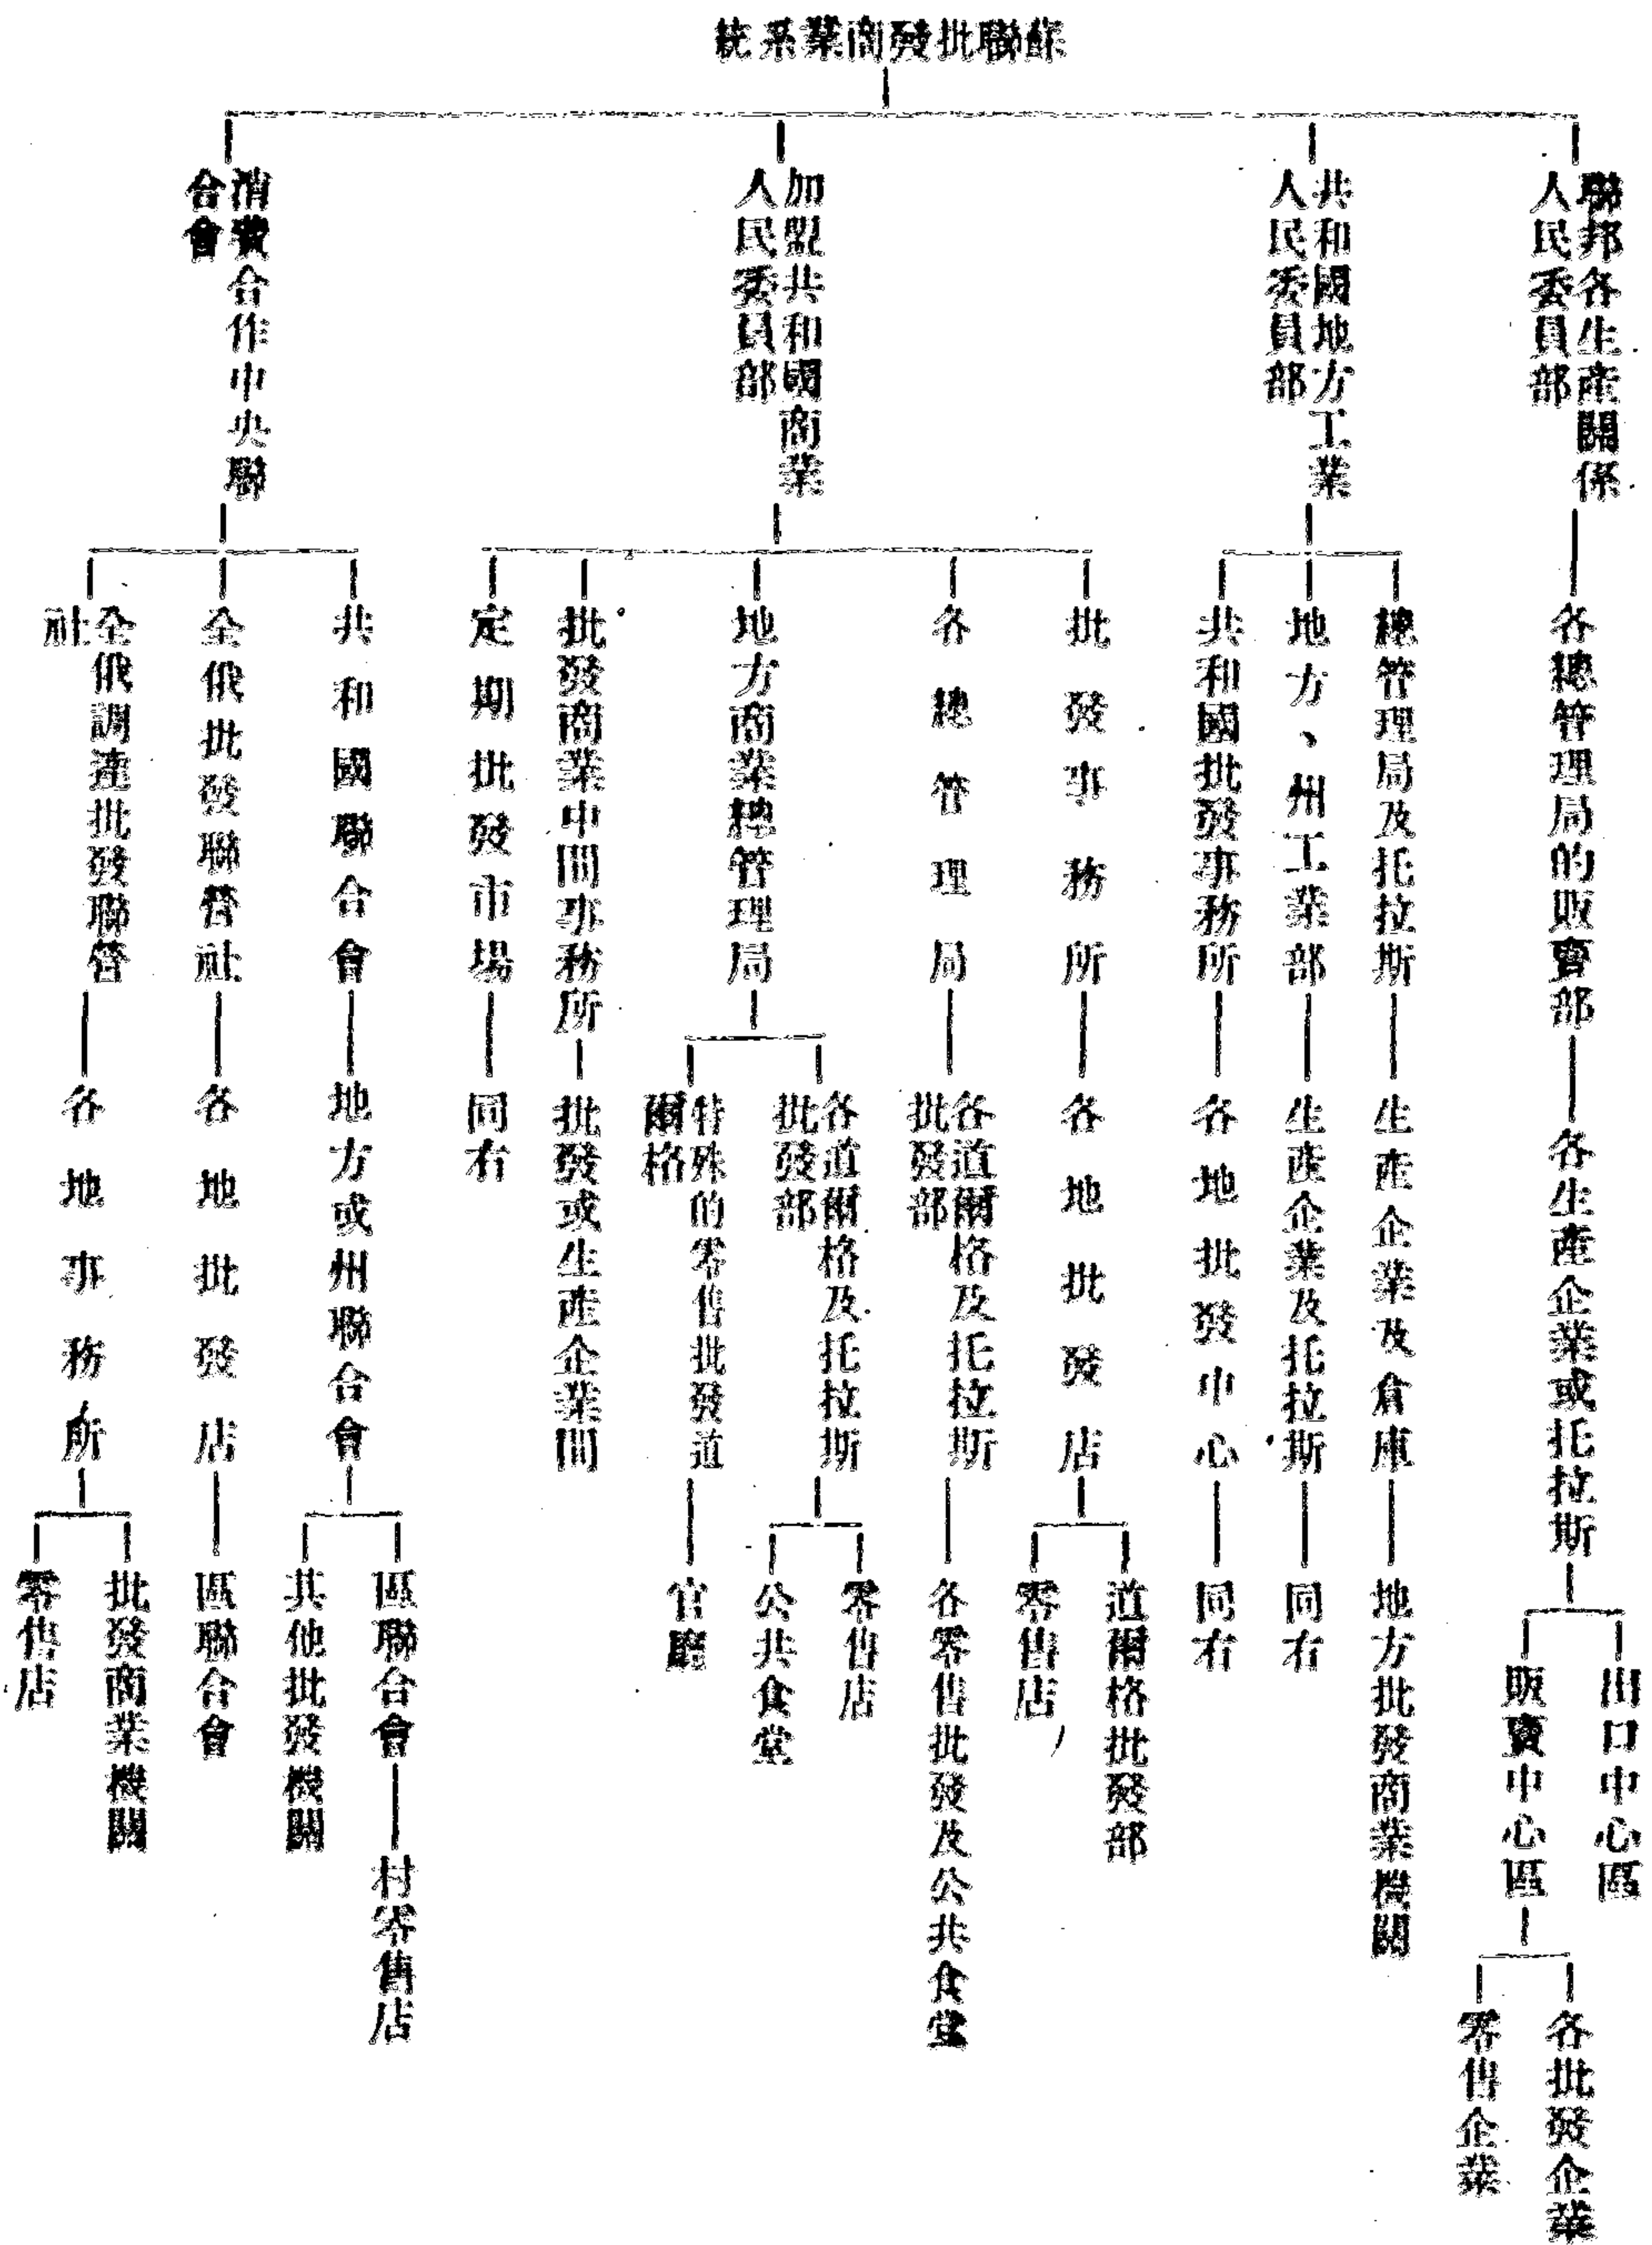 蘇聯批發商業系統
聯邦各生產關係
人民委員部
各總管理局的販賣部
各生產企業或托拉斯
出口中心區
販賣中心區
各批發企業
零售企業
共和國地方工業
人民委員部
總管理局及托拉斯
生產企業及倉庫
地方批發商業機關
地方、州工業部
生產企業及托拉斯
同右
共和國批發事務所
各地批發中心
同右
加盟共和國商業
人民委員部
批發事務所
各地批發店
道爾格批發部
零售店
各總管理局
各道爾格及托拉斯
批發部
各零售批發及公共食堂
地方商業總管理局
各道爾格及托拉斯
批發部
零售店
公共食堂
特殊的零售批發道
爾格
官廳
批發商業中間事務所
批發或生產企業間
定期批發市場
同右
消費合作中央聯
合會
共和國聯合會
地方或州聯合會
區聯合會
村零售店
其他批發機關
全俄批發聯營社
各地批發店
區聯合會
全俄調達批發聯營
社
各地事務所
批發商業機關
零售店